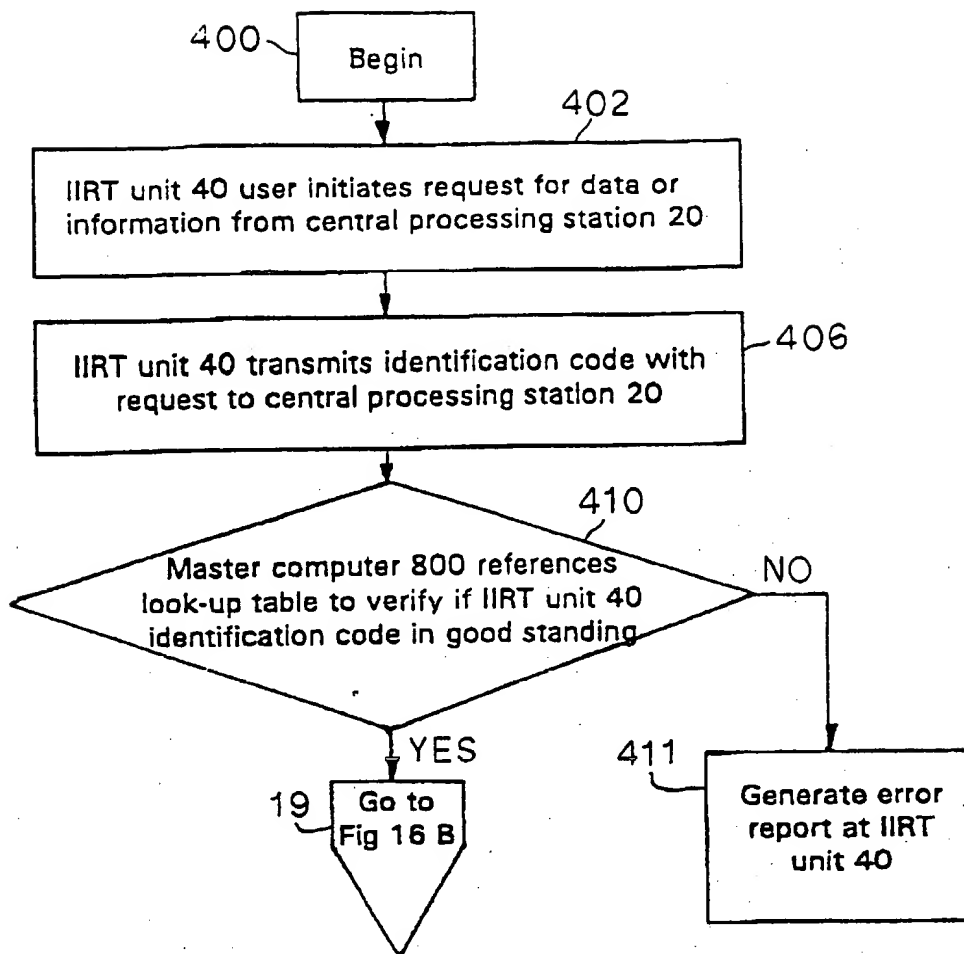 400
Begin
402
IIRT unit 40 user initiates request for data or
information from central processing station 20
IIRT unit 40 transmits identification code with
request to central processing station 20
406
410
Master computer 800 references
look-up table to verify if IIRT unit 40
identification code in good standing
NO
YES
19
Go to
Fig 16 B
411
Generate error
report at IIRT
unit 40